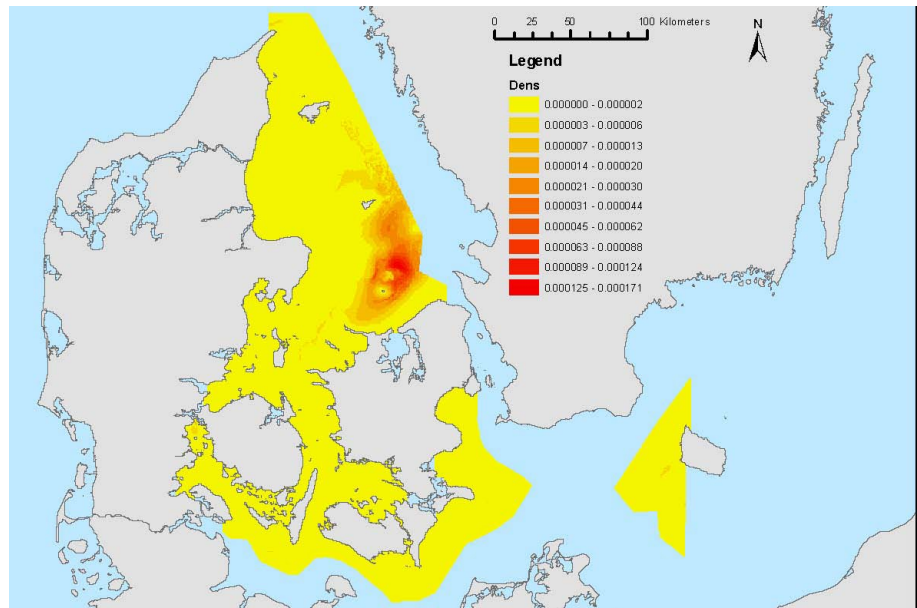 0 25 50 100 Kilometers
N
Legend
Dens
0.000000 - 0.000002
0.000003 - 0.000006
0.000007 - 0.000013
0.000014 - 0.000020
0.000021 - 0.000030
0.000031 - 0.000044
0.000045 - 0.000062
0.000063 - 0.000088
0.000089 - 0.000124
0.000125 - 0.000171